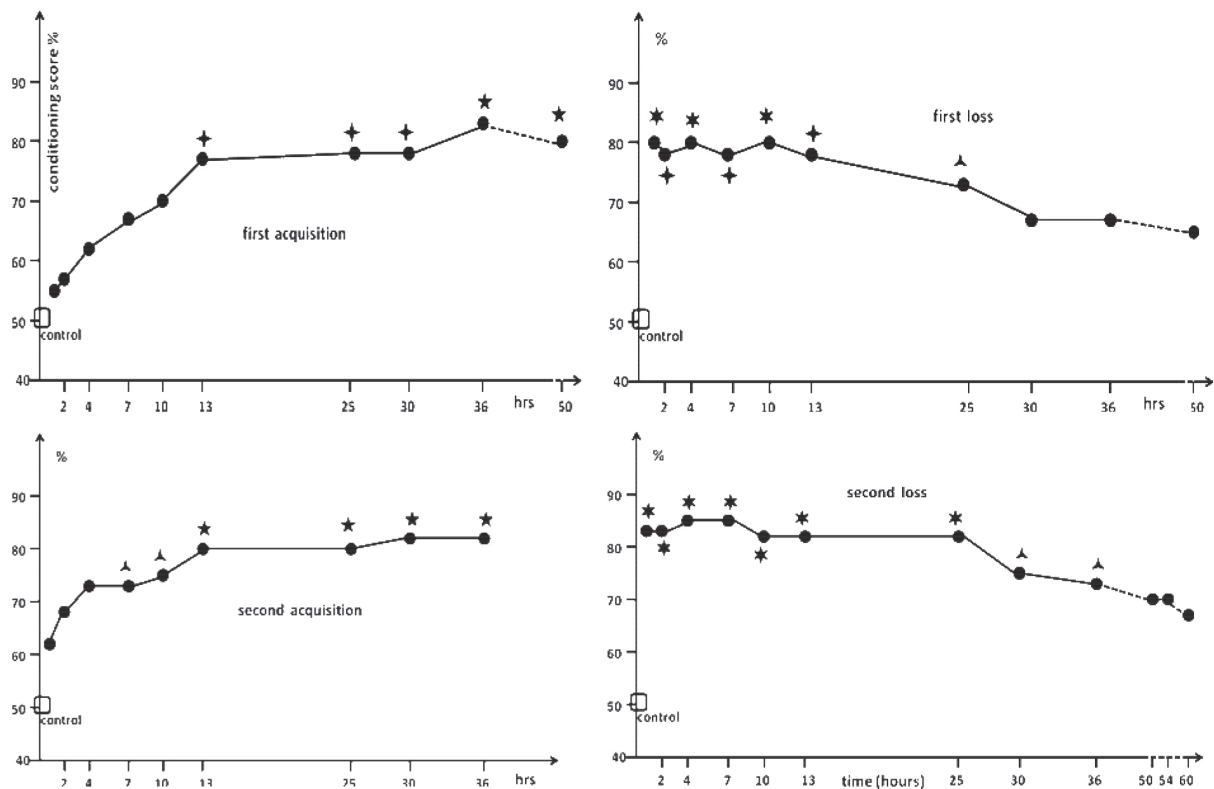 conditioning score %
90
80
70
60
50
40
first acquisition
control
2 4 7 10 13 25 30 36 hrs 50
%
90
80
70
60
50
40
first loss
control
2 4 7 10 13 25 30 36 hrs 50
%
90
80
70
60
50
40
second acquisition
control
2 4 7 10 13 25 30 36 hrs
%
90
80
70
60
50
40
second loss
control
2 4 7 10 13 time (hours) 25 30 36 50 54 60